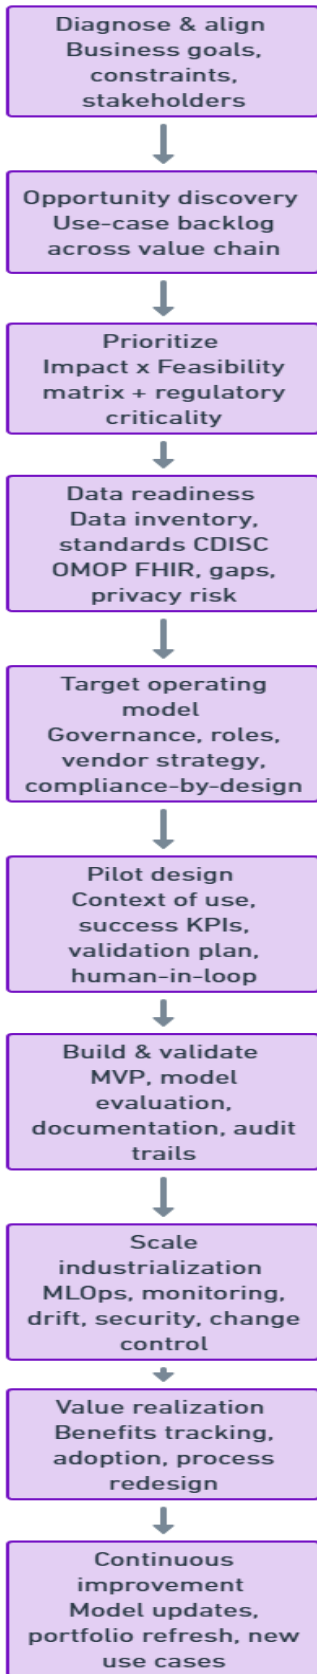 Diagnose & align
Business goals,
constraints,
stakeholders
Opportunity discovery
Use-case backlog
across value chain
Prioritize
Impact x Feasibility
matrix + regulatory
criticality
Data readiness
Data inventory,
standards CDISC
OMOP FHIR, gaps,
privacy risk
Target operating
model
Governance, roles,
vendor strategy,
compliance-by-design
Pilot design
Context of use,
success KPIs,
validation plan,
human-in-loop
Build & validate
MVP, model
evaluation,
documentation, audit
trails
Scale
industrialization
MLOps, monitoring,
drift, security, change
control
Value realization
Benefits tracking,
adoption, process
redesign
Continuous
improvement
Model updates,
portfolio refresh, new
use cases